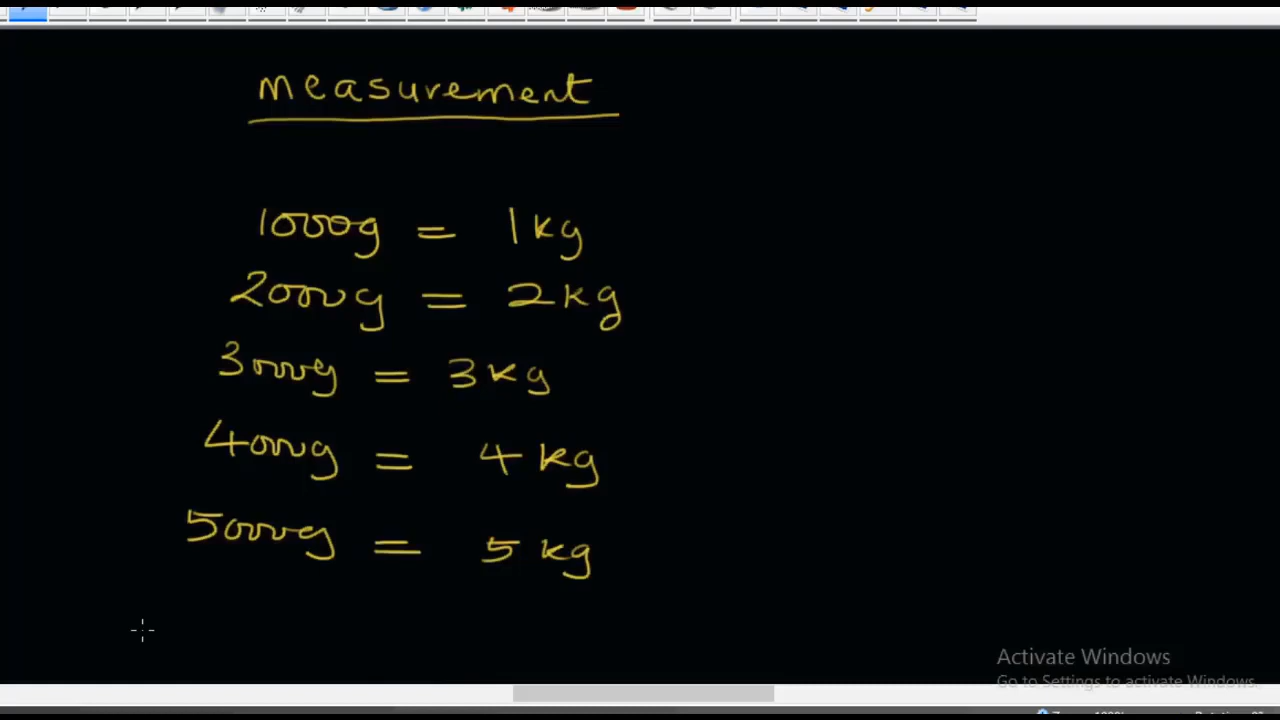 measurement
1000g = 1kg
2000g = 2kg
3000g = 3kg
4000g = 4kg
5000g = 5kg
Activate Windows
Go to Settings to activate Windows.